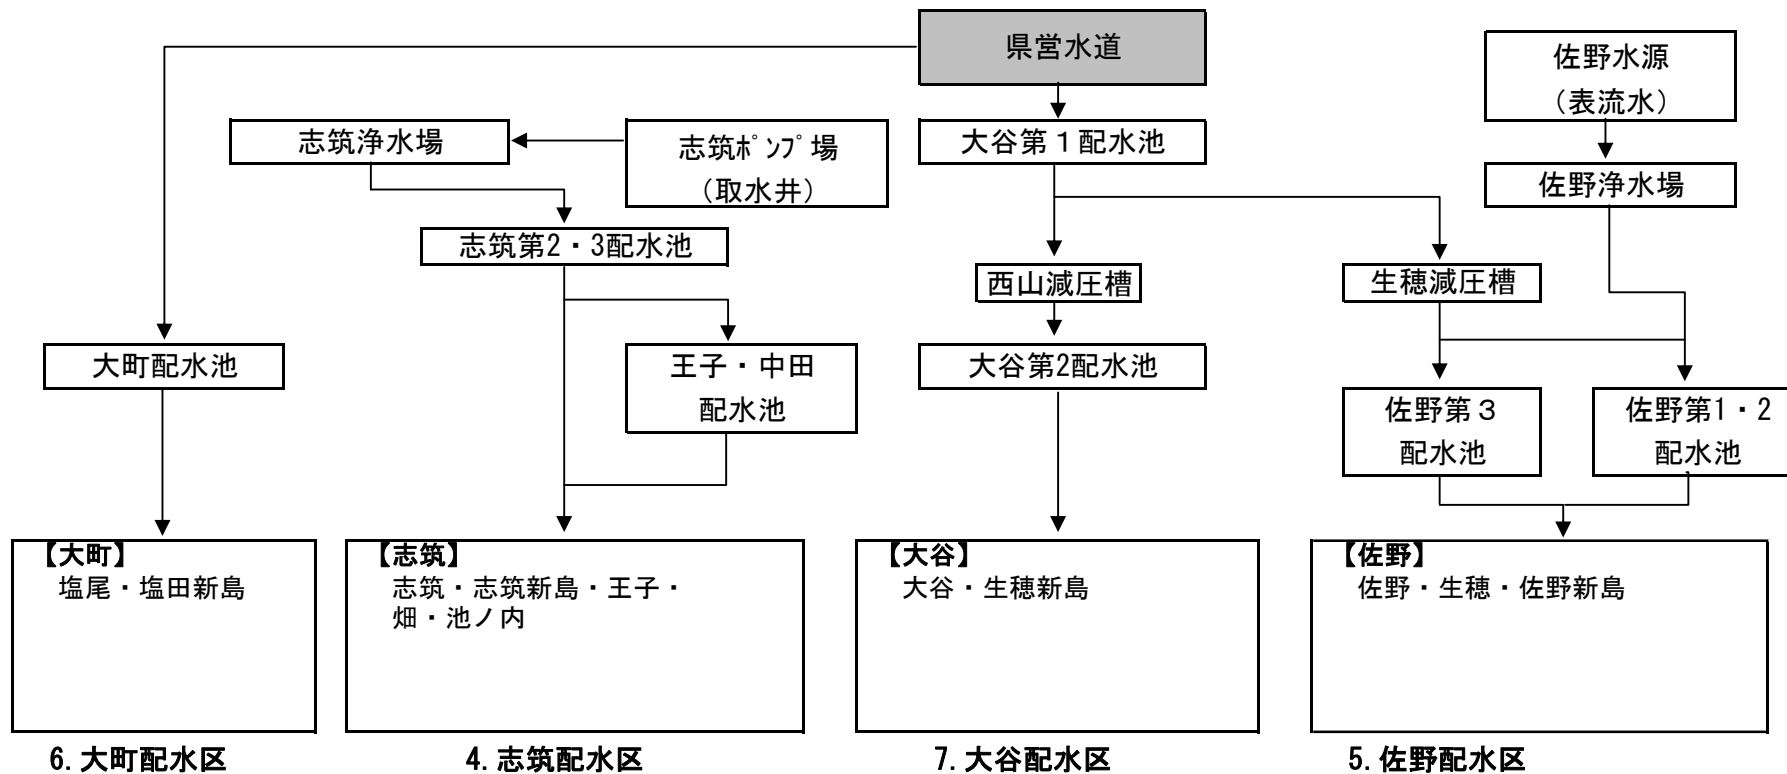 県営水道
佐野水源
(表流水)
志筑浄水場
志筑ﾎﾟﾝﾌﾟ場
(取水井)
大谷第１配水池
佐野浄水場
志筑第2・3配水池
西山減圧槽
生穂減圧槽
大町配水池
王子・中田
配水池
大谷第2配水池
佐野第３
配水池
佐野第1・2
配水池
【大町】
塩尾・塩田新島
【志筑】
志筑・志筑新島・王子・
畑・池ノ内
【大谷】
大谷・生穂新島
【佐野】
佐野・生穂・佐野新島
6. 大町配水区
4. 志筑配水区
7. 大谷配水区
5. 佐野配水区